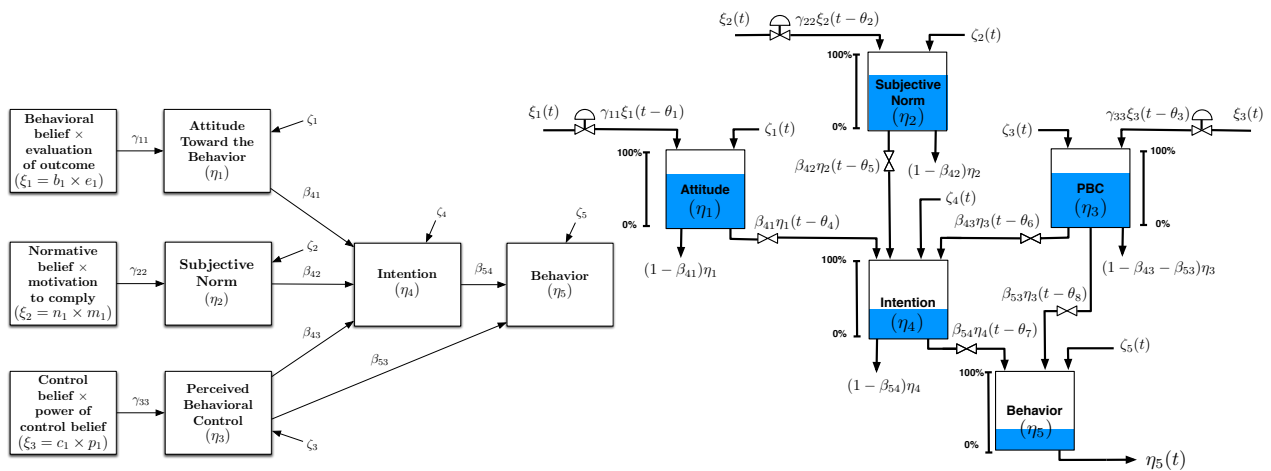 Behavioral
belief ×
evaluation
of outcome
(ξ₁ = b₁ × e₁)
γ₁₁
Attitude
Toward the
Behavior
(η₁)
ζ₁
β₄₁
Normative
belief ×
motivation
to comply
(ξ₂ = n₁ × m₁)
γ₂₂
Subjective
Norm
(η₂)
ζ₂
β₄₂
Control
belief ×
power of
control belief
(ξ₃ = c₁ × p₁)
γ₃₃
Perceived
Behavioral
Control
(η₃)
ζ₃
β₄₃
β₅₃
ζ₄
Intention
(η₄)
β₅₄
ζ₅
Behavior
(η₅)
ξ₂(t)
γ₂₂ξ₂(t−θ₂)
ζ₂(t)
100%
0%
Subjective
Norm
(η₂)
β₄₂η₂(t−θ₅)
(1−β₄₂)η₂
ξ₁(t)
γ₁₁ξ₁(t−θ₁)
ζ₁(t)
100%
0%
Attitude
(η₁)
β₄₁η₁(t−θ₄)
(1−β₄₁)η₁
ζ₃(t)
γ₃₃ξ₃(t−θ₃)
ξ₃(t)
100%
0%
PBC
(η₃)
β₄₃η₃(t−θ₆)
(1−β₄₃−β₅₃)η₃
β₅₃η₃(t−θ₈)
ζ₄(t)
100%
0%
Intention
(η₄)
β₅₄η₄(t−θ₇)
(1−β₅₄)η₄
ζ₅(t)
100%
0%
Behavior
(η₅)
η₅(t)